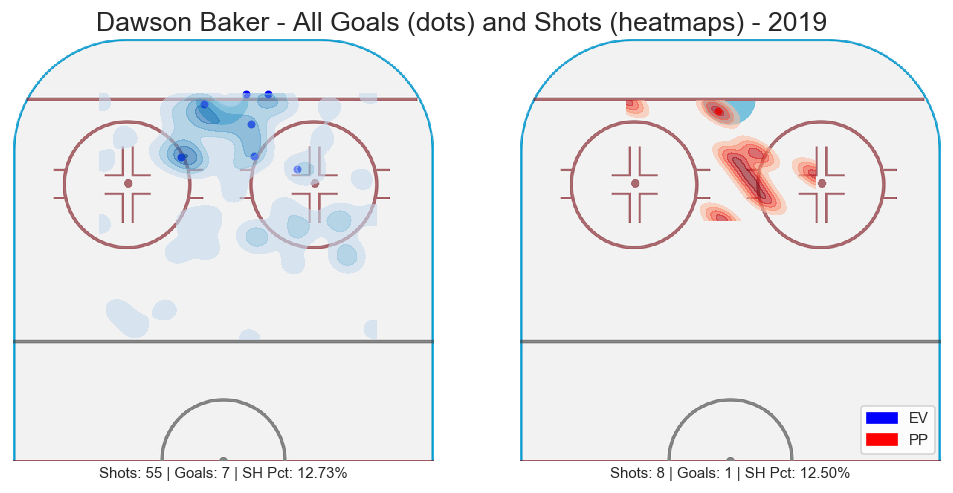 Dawson Baker - All Goals (dots) and Shots (heatmaps) - 2019
EV
PP
Shots: 55 | Goals: 7 | SH Pct: 12.73%
Shots: 8 | Goals: 1 | SH Pct: 12.50%